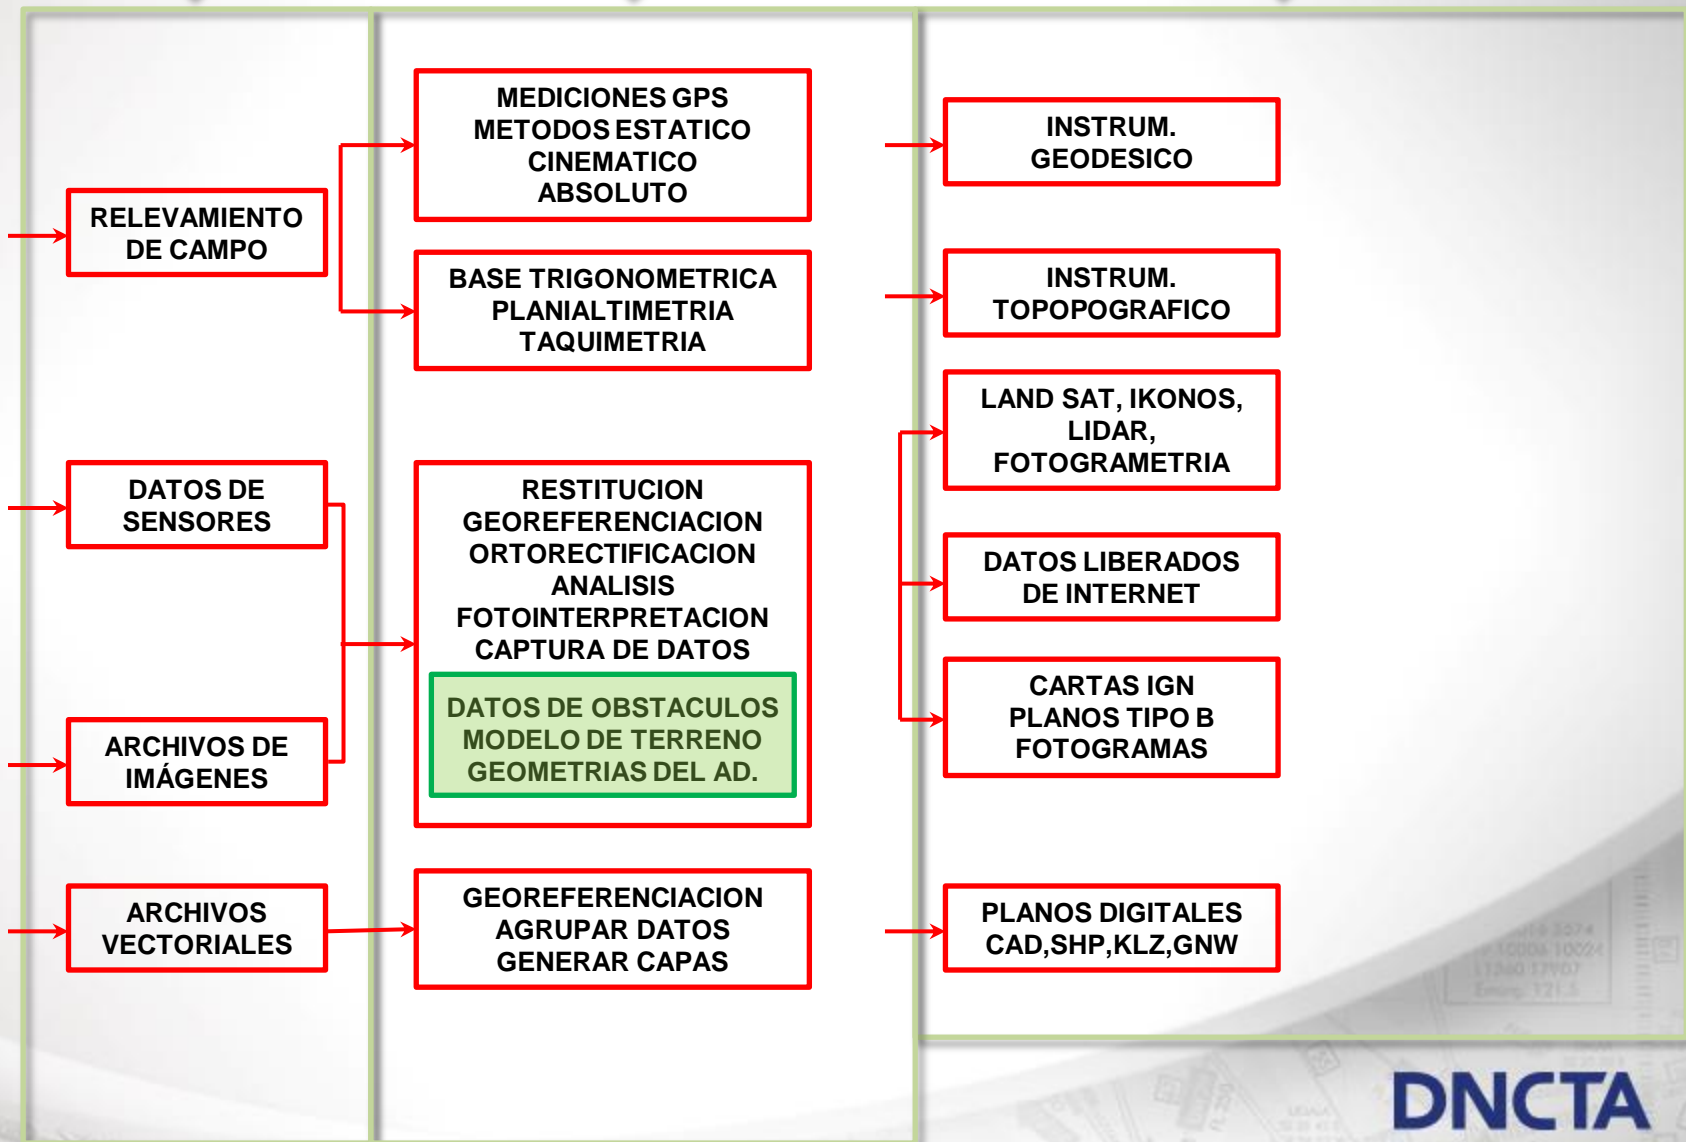 RELEVAMIENTO
DE CAMPO
DATOS DE
SENSORES
ARCHIVOS DE
IMÁGENES
ARCHIVOS
VECTORIALES
MEDICIONES GPS
METODOS ESTATICO
CINEMATICO
ABSOLUTO
BASE TRIGONOMETRICA
PLANIALTIMETRIA
TAQUIMETRIA
RESTITUCION
GEOREFERENCIACION
ORTORECTIFICACION
ANALISIS
FOTOINTERPRETACION
CAPTURA DE DATOS
DATOS DE OBSTACULOS
MODELO DE TERRENO
GEOMETRIAS DEL AD.
GEOREFERENCIACION
AGRUPAR DATOS
GENERAR CAPAS
INSTRUM.
GEODESICO
INSTRUM.
TOPOPOGRAFICO
LAND SAT, IKONOS,
LIDAR,
FOTOGRAMETRIA
DATOS LIBERADOS
DE INTERNET
CARTAS IGN
PLANOS TIPO B
FOTOGRAMAS
PLANOS DIGITALES
CAD,SHP,KLZ,GNW
DNCTA